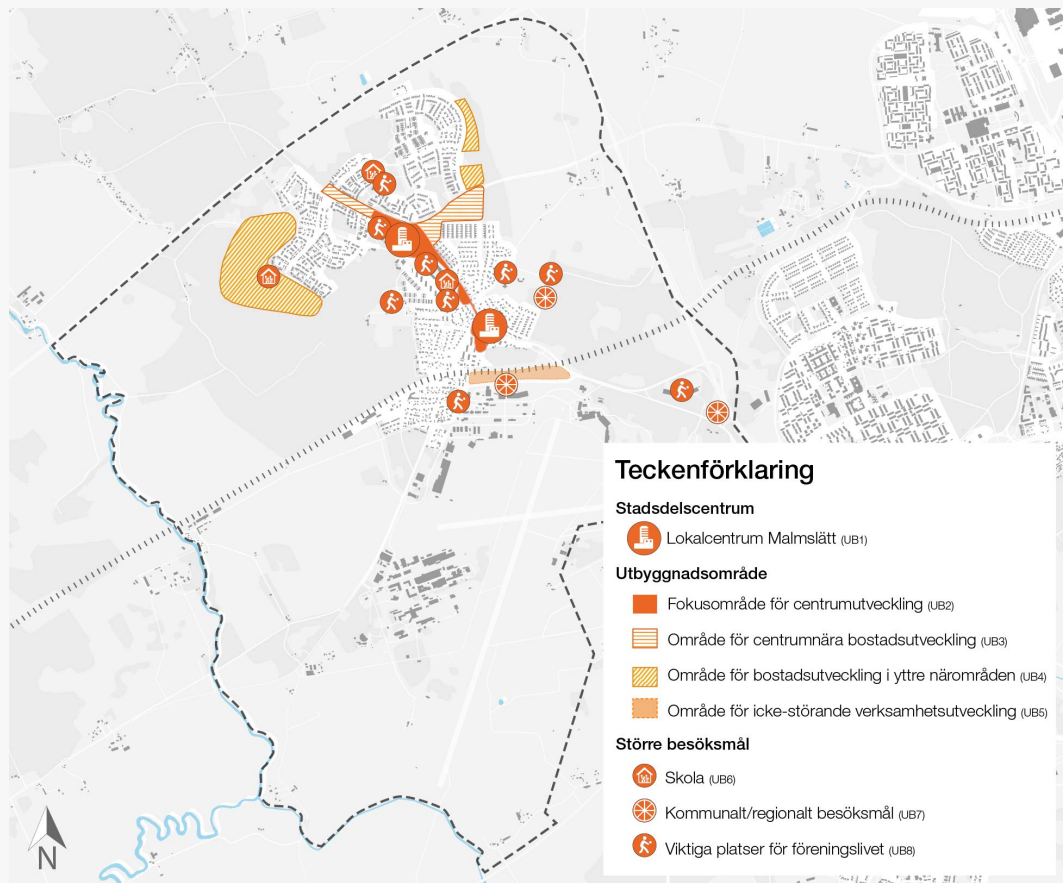 Teckenförklaring
Stadsdelscentrum
Lokalcentrum Malmslätt (UB1)
Utbyggnadsområde
Fokusområde för centrumutveckling (UB2)
Område för centrumnära bostadsutveckling (UB3)
Område för bostadsutveckling i yttre närområden (UB4)
Område för icke-störande verksamhetsutveckling (UB5)
Större besöksmål
Skola (UB6)
Kommunalt/regionalt besöksmål (UB7)
Viktiga platser för föreningslivet (UB8)
N